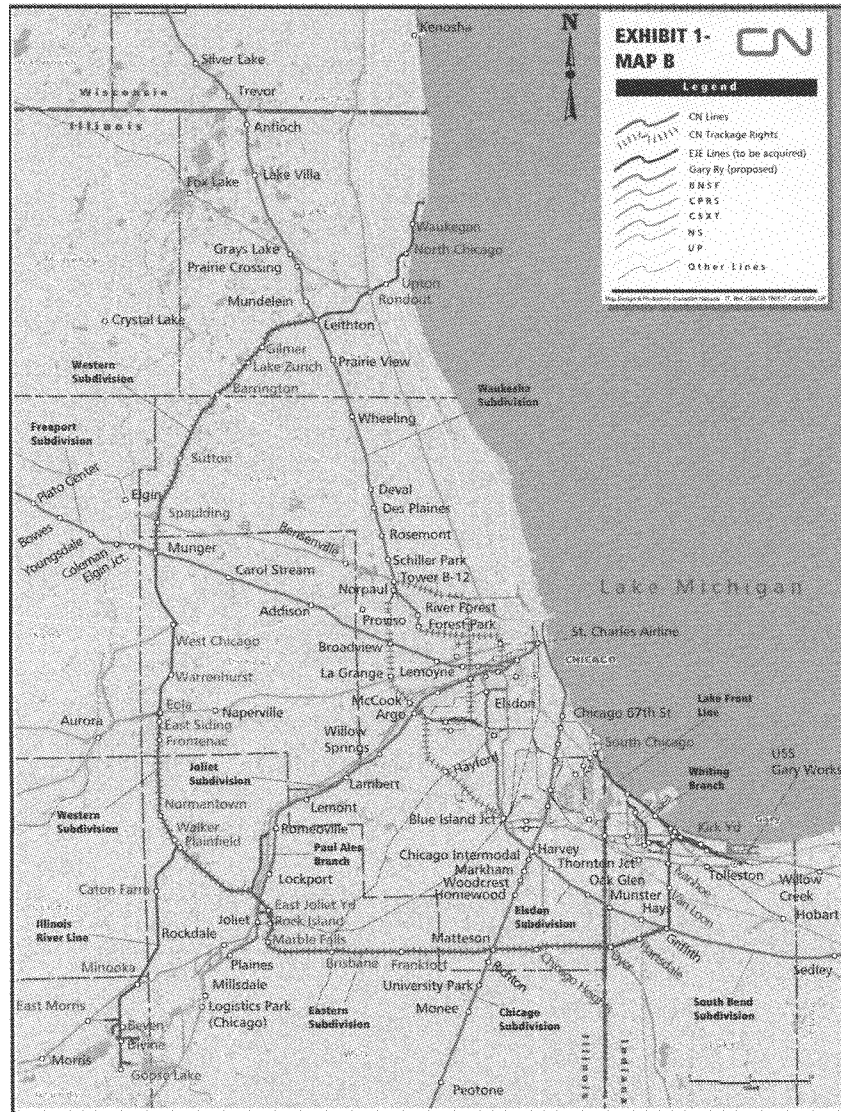 Kenosha
N
EXHIBIT 1-
MAP B
CN
Legend
CN Lines
CN Trackage Rights
EJE Lines (to be acquired)
Gary Ry (proposed)
BNSF
CPRS
CSXT
NS
UP
Other Lines
Silver Lake
Trevor
Wisconsin
Illinois
Antioch
Lake Villa
Fox Lake
Waukegan
Grays Lake
North Chicago
Prairie Crossing
Upton
Rondout
Mundelein
Crystal Lake
Leithton
Gilmer
Lake Zurich
Prairie View
Western
Subdivision
Barrington
Waukesha
Subdivision
Wheeling
Freeport
Subdivision
Sutton
Plato Center
Elgin
Deval
Des Plaines
Spaulding
Bowes
Rosemont
Youngsdale
Bensenville
Coleman
Elgin Jct.
Munger
Schiller Park
Tower B-12
Carol Stream
Norpaul
Lake Michigan
Addison
Proviso
River Forest
Forest Park
West Chicago
Broadview
St. Charles Airline
CHICAGO
Warrenhurst
La Grange
Lemoyne
Eola
Naperville
McCook
Argo
Elsdon
Lake Front
Line
Aurora
East Siding
Frontenac
Chicago 67th St
Willow
Springs
South Chicago
USS
Gary Works
Joliet
Subdivision
Hayford
Whiting
Branch
Lambert
Western
Subdivision
Normantown
Lemont
Walker
Plainfield
Romeoville
Blue Island Jct
Gary
Kirk Yd
Paul Ales
Branch
Chicago Intermodal
Harvey
Markham
Thornton Jct
Tolleston
Willow
Creek
Woodcrest
Oak Glen
Ivanhoe
Caton Farm
Lockport
Homewood
Munster
Van Loon
Hobart
Hay
East Joliet Yd
Joliet
Rock Island
Elsdon
Subdivision
Illinois
River Line
Rockdale
Marble Falls
Matteson
Griffith
Hartsdale
Dyer
Minooka
Plaines
Brisbane
Frankfort
Chicago Heights
Sedley
Richton
Millsdale
University Park
East Morris
Logistics Park
(Chicago)
Eastern
Subdivision
Monee
Chicago
Subdivision
South Bend
Subdivision
Beven
Divine
Morris
Goose Lake
Illinois
Indiana
Peotone